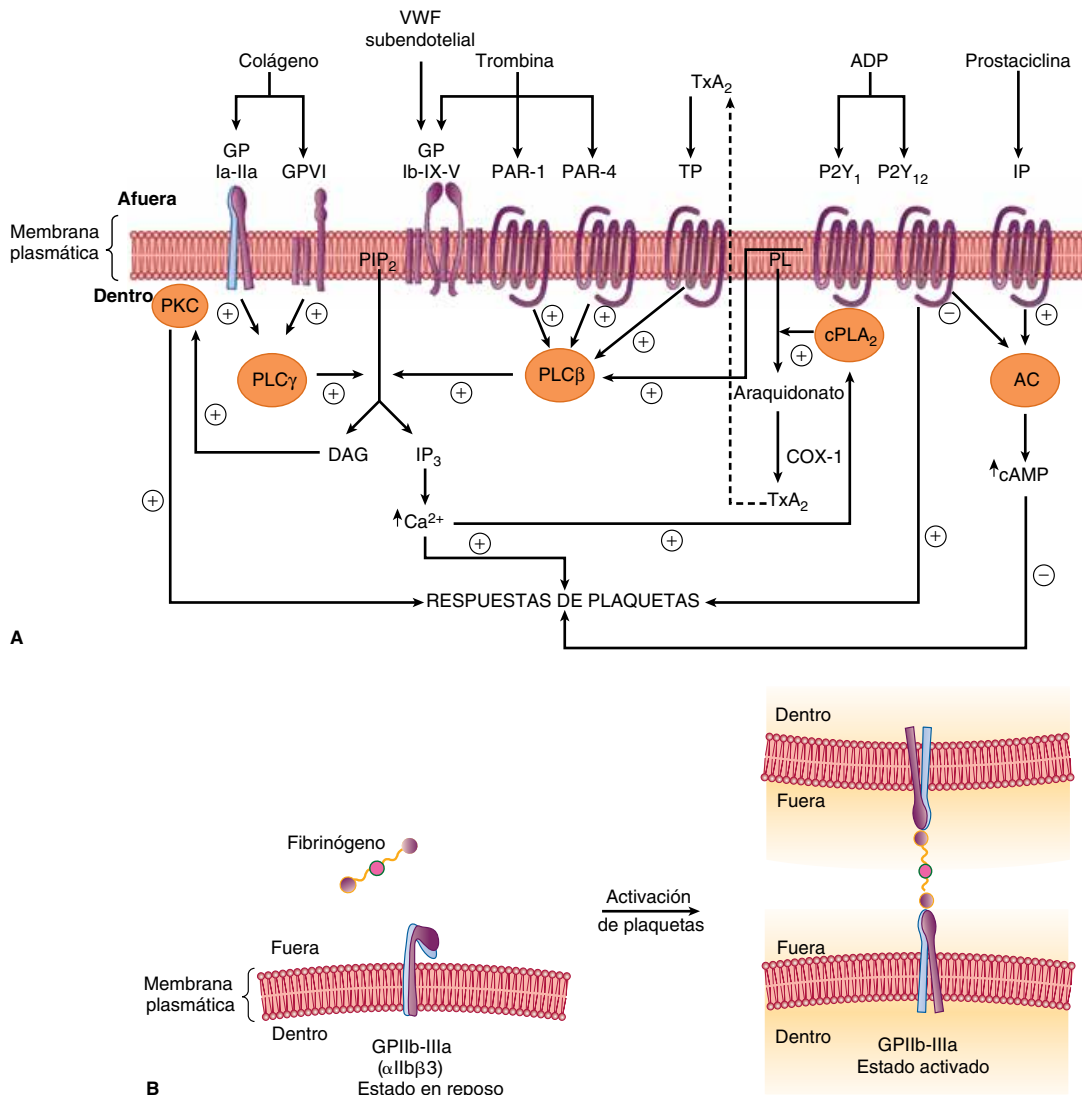 VWF
subendotelial
Colágeno
Trombina
TxA2
ADP
Prostaciclina
GP
Ia-IIa
GPVI
GP
Ib-IX-V
PAR-1
PAR-4
TP
P2Y1
P2Y12
IP
Afuera
Membrana
plasmática
Dentro
PIP2
PL
PKC
+
+
+
+
+
−
+
cPLA2
+
PLCγ
+
+
PLCβ
+
AC
+
DAG
IP3
Araquidonato
COX-1
↑cAMP
TxA2
+
↑Ca2+
+
+
+
−
RESPUESTAS DE PLAQUETAS
A
Dentro
Fuera
Fibrinógeno
Activación
de plaquetas
Fuera
Membrana
plasmática
Dentro
Fuera
Dentro
GPIIb-IIIa
(αIIbβ3)
Estado en reposo
GPIIb-IIIa
Estado activado
B